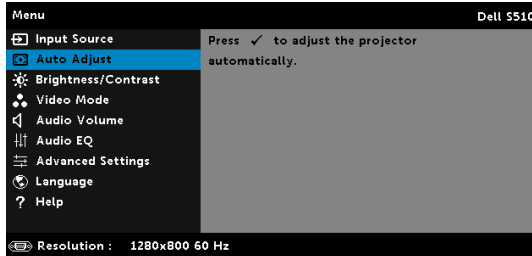 Menu Dell S510
Input Source
Press ✓ to adjust the projector
automatically.
Auto Adjust
Brightness/Contrast
Video Mode
Audio Volume
Audio EQ
Advanced Settings
Language
? Help
Resolution : 1280x800 60 Hz